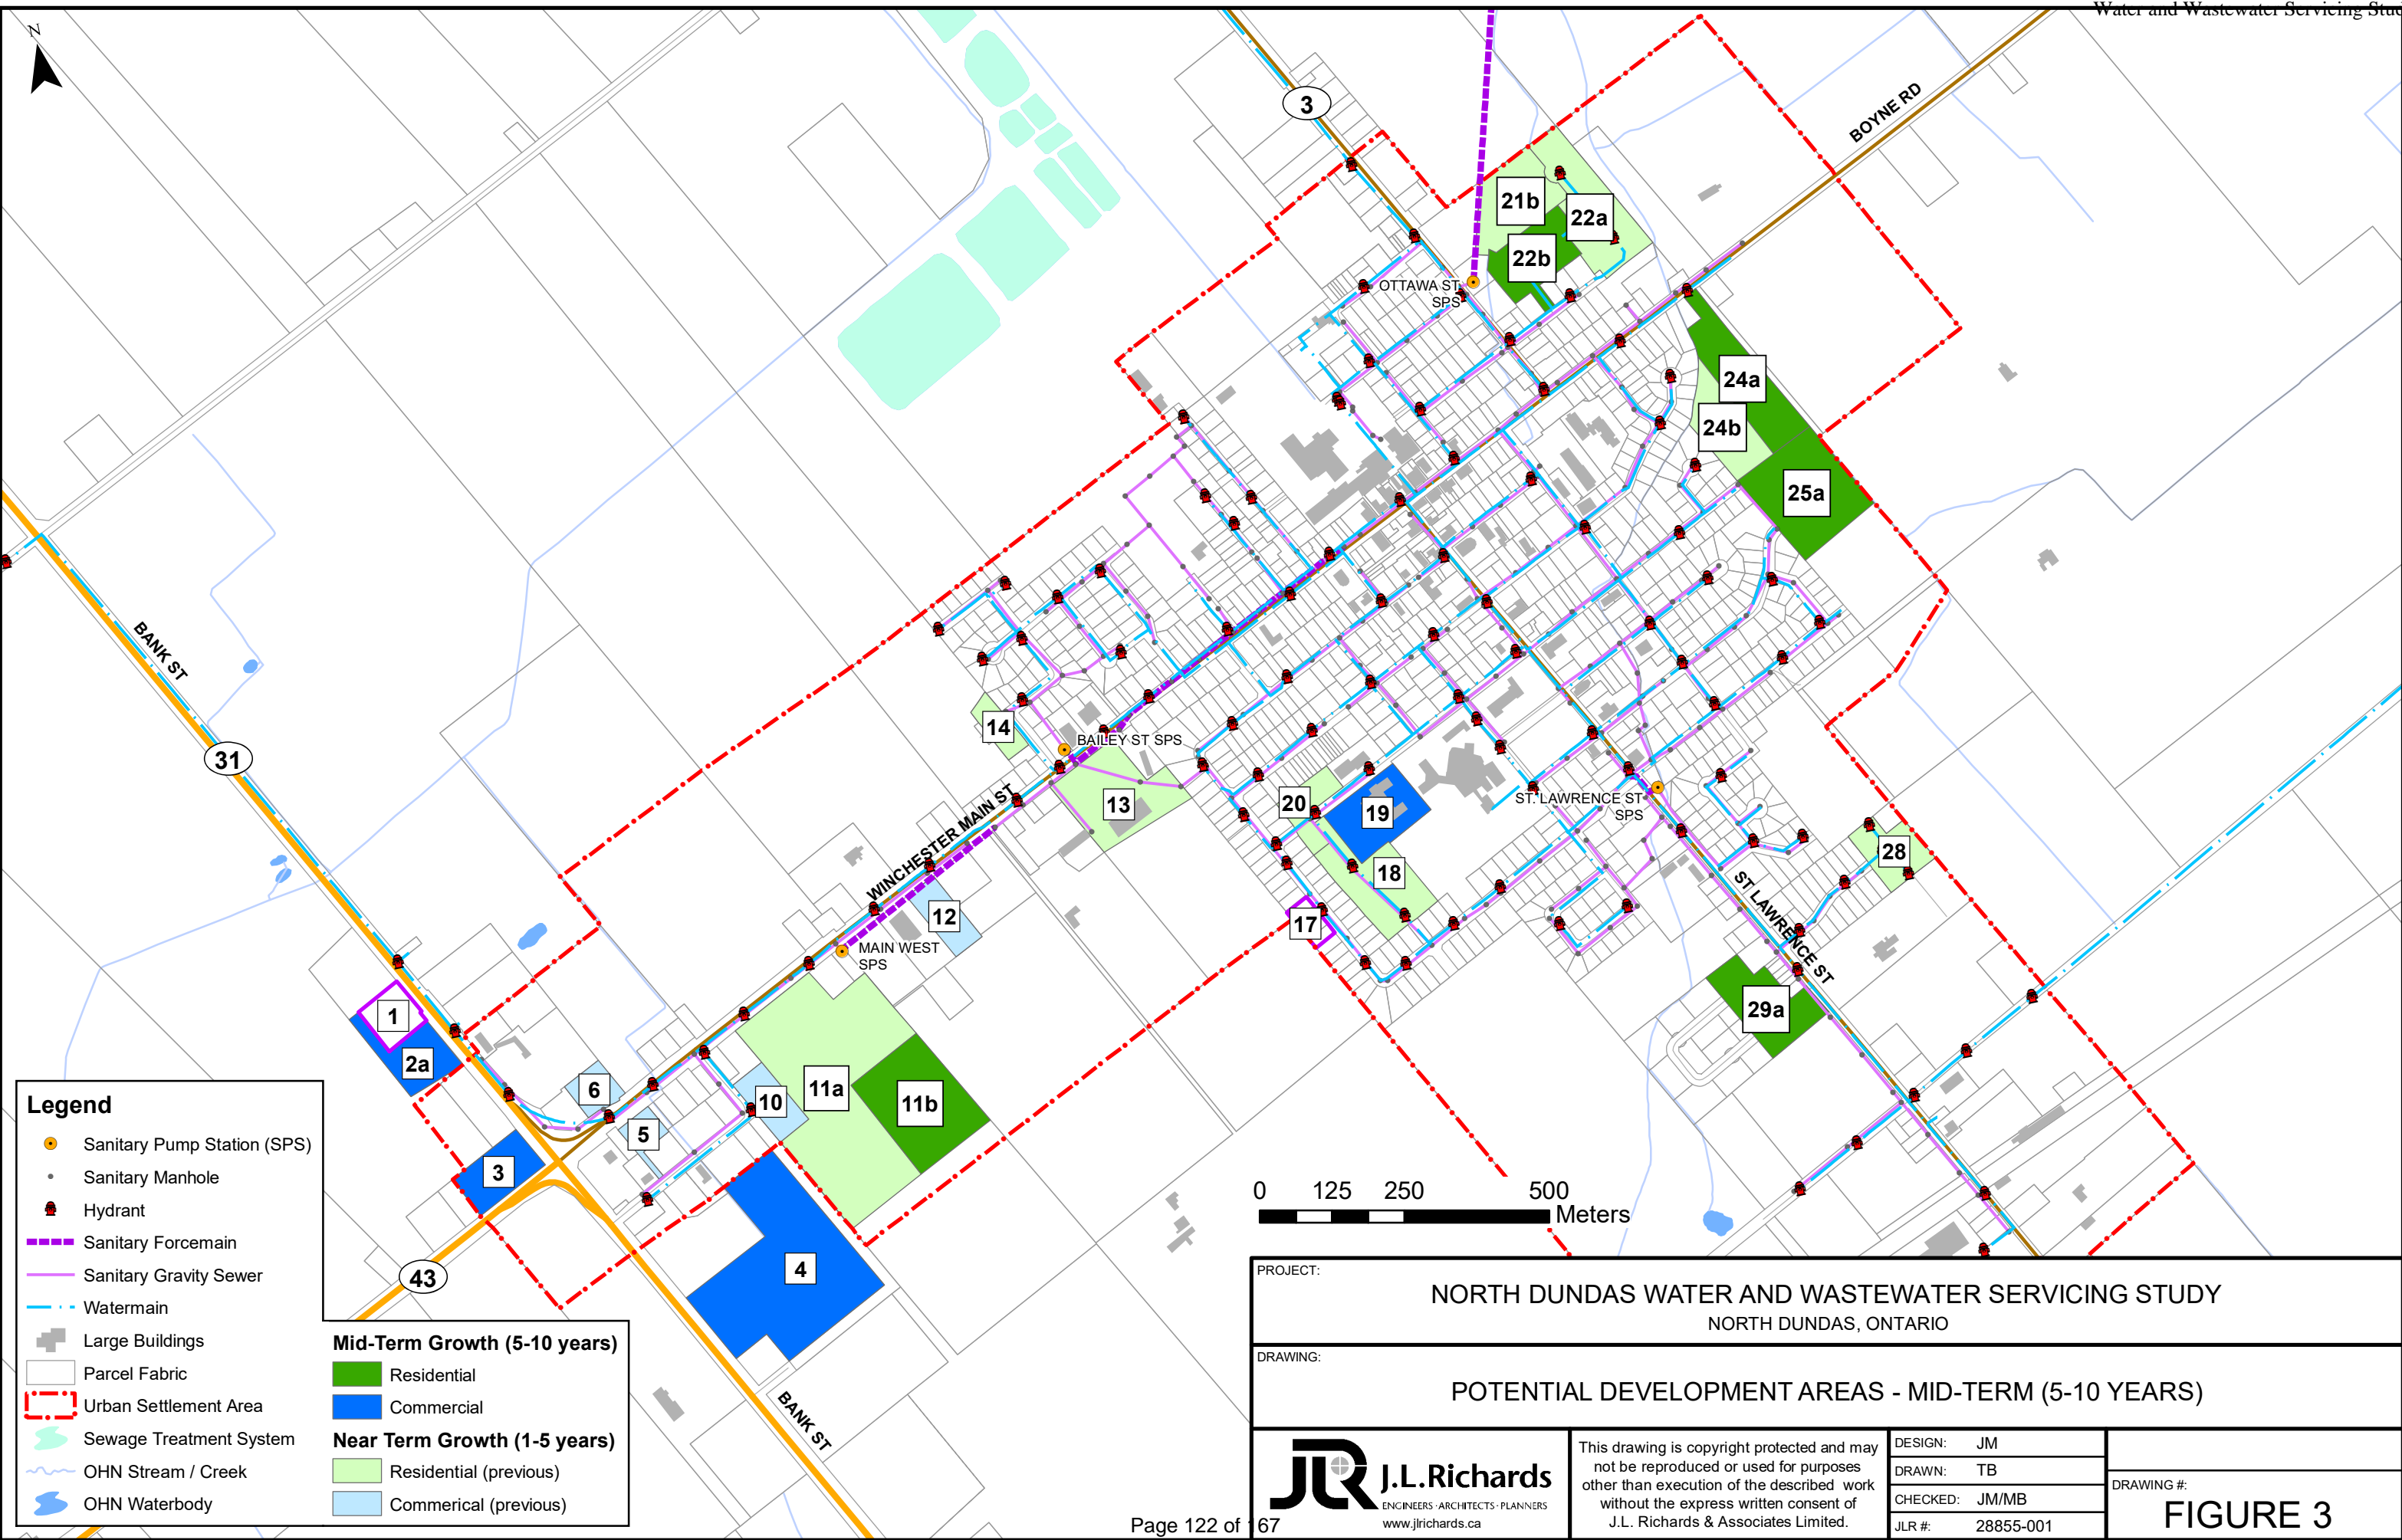 Water and Wastewater Servicing Stud
N
3
BOYNE RD
21b
22a
22b
OTTAWA ST
SPS
24a
24b
25a
BANK ST
31
14
BAILEY ST SPS
13
20
19
18
17
ST. LAWRENCE ST
SPS
28
ST LAWRENCE ST
29a
WINCHESTER MAIN ST
12
MAIN WEST
SPS
1
2a
6
5
10
11a
11b
3
43
4
BANK ST
0 125 250 500
Meters
Legend
Sanitary Pump Station (SPS)
Sanitary Manhole
Hydrant
Sanitary Forcemain
Sanitary Gravity Sewer
Watermain
Large Buildings
Parcel Fabric
Urban Settlement Area
Sewage Treatment System
OHN Stream / Creek
OHN Waterbody
Mid-Term Growth (5-10 years)
Residential
Commercial
Near Term Growth (1-5 years)
Residential (previous)
Commerical (previous)
PROJECT:
NORTH DUNDAS WATER AND WASTEWATER SERVICING STUDY
NORTH DUNDAS, ONTARIO
DRAWING:
POTENTIAL DEVELOPMENT AREAS - MID-TERM (5-10 YEARS)
JLR J.L.Richards
ENGINEERS · ARCHITECTS · PLANNERS
www.jlrichards.ca
This drawing is copyright protected and may
not be reproduced or used for purposes
other than execution of the described work
without the express written consent of
J.L. Richards & Associates Limited.
DESIGN: JM
DRAWN: TB
CHECKED: JM/MB
JLR #: 28855-001
DRAWING #:
FIGURE 3
Page 122 of 167